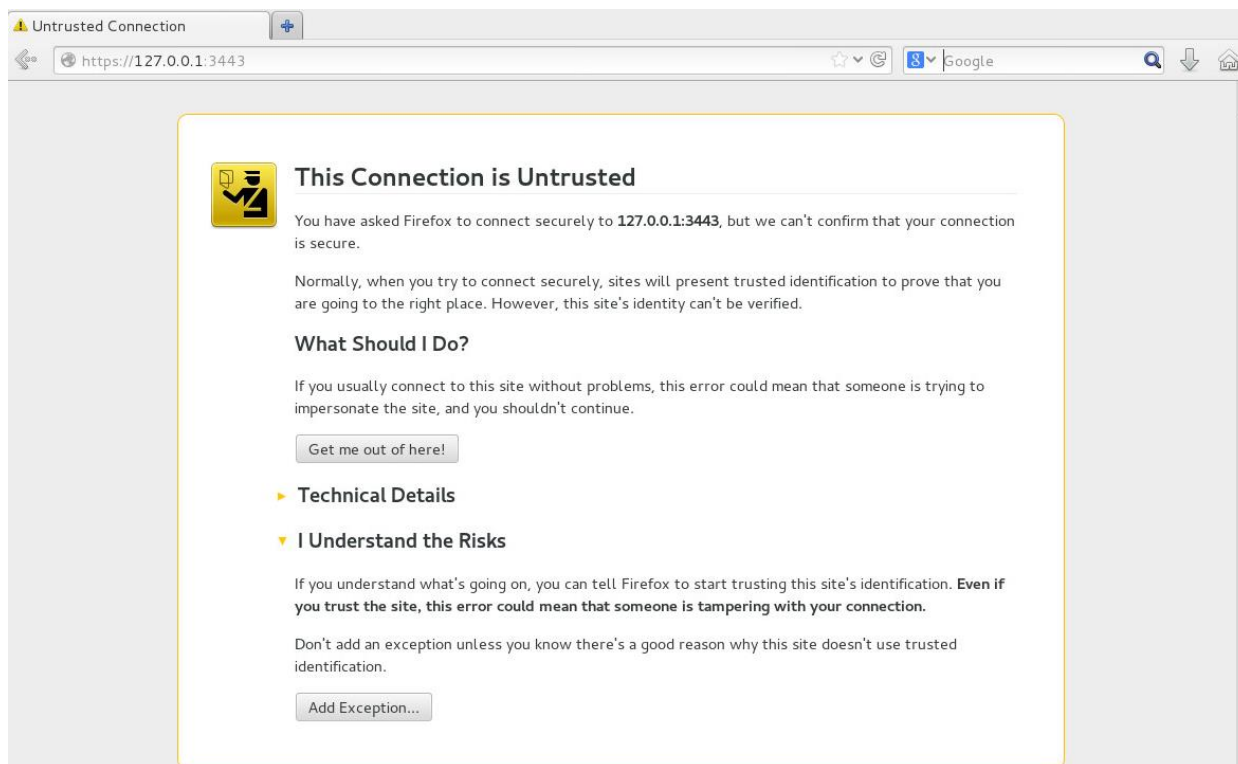 Untrusted Connection
https://127.0.0.1:3443
8
Google
This Connection is Untrusted
You have asked Firefox to connect securely to 127.0.0.1:3443, but we can't confirm that your connection
is secure.
Normally, when you try to connect securely, sites will present trusted identification to prove that you
are going to the right place. However, this site's identity can't be verified.
What Should I Do?
If you usually connect to this site without problems, this error could mean that someone is trying to
impersonate the site, and you shouldn't continue.
Get me out of here!
Technical Details
I Understand the Risks
If you understand what's going on, you can tell Firefox to start trusting this site's identification. Even if
you trust the site, this error could mean that someone is tampering with your connection.
Don't add an exception unless you know there's a good reason why this site doesn't use trusted
identification.
Add Exception...